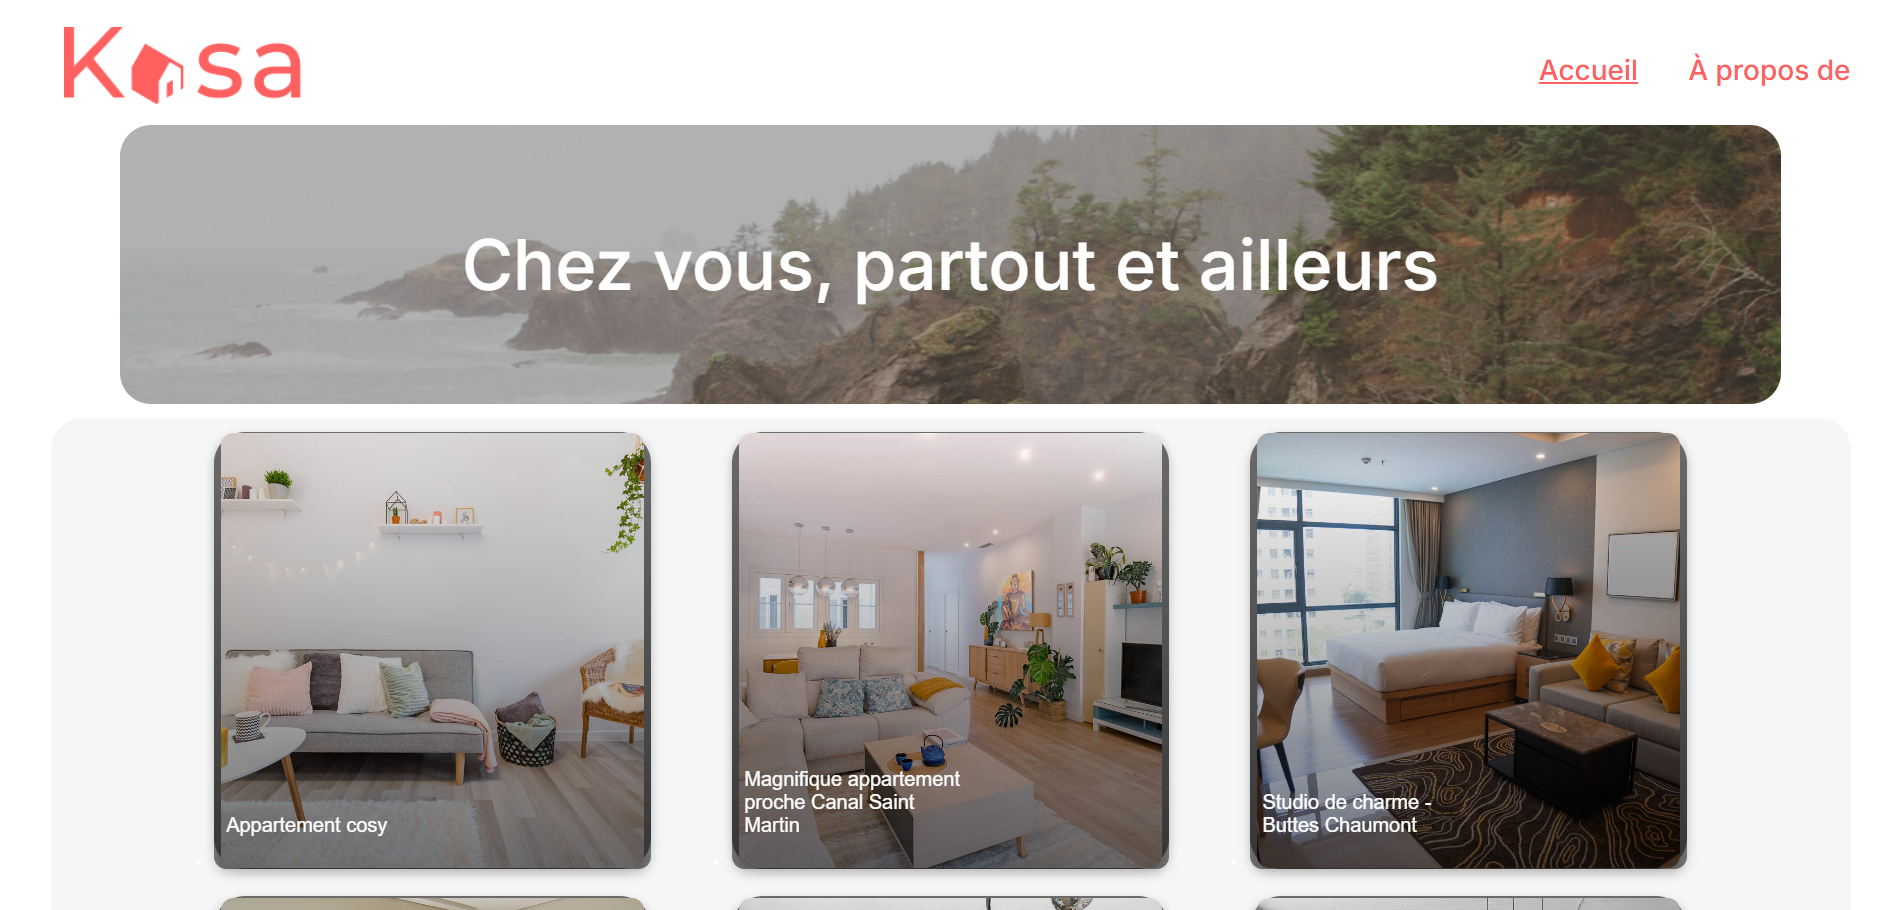 Kasa
Accueil
À propos de
Chez vous, partout et ailleurs
Appartement cosy
Magnifique appartement
proche Canal Saint
Martin
Studio de charme -
Buttes Chaumont